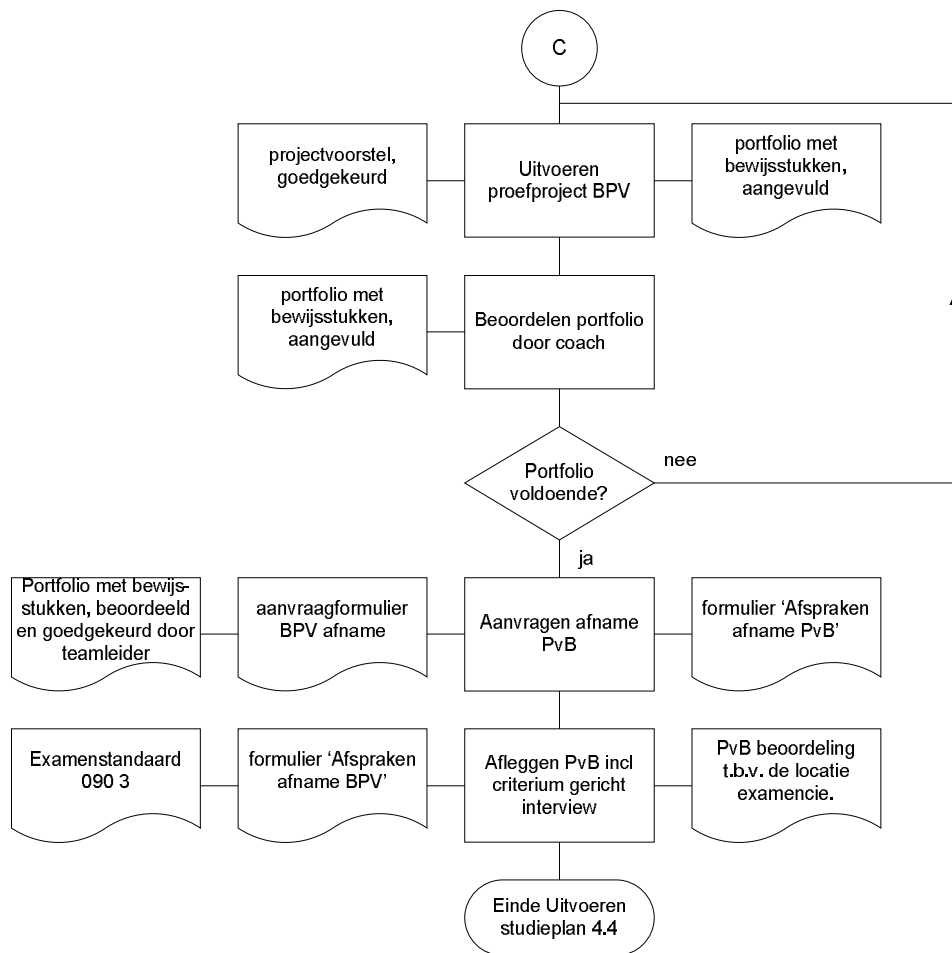 C
projectvoorstel,
goedgekeurd
Uitvoeren
proefproject BPV
portfolio met
bewijsstukken,
aangevuld
portfolio met
bewijsstukken,
aangevuld
Beoordelen portfolio
door coach
Portfolio
voldoende?
nee
ja
Portfolio met bewijs-
stukken, beoordeeld
en goedgekeurd door
teamleider
aanvraagformulier
BPV afname
Aanvragen afname
PvB
formulier ‘Afspraken
afname PvB’
Examenstandaard
090 3
formulier ‘Afspraken
afname BPV’
Afleggen PvB incl
criterium gericht
interview
PvB beoordeling
t.b.v. de locatie
examencie.
Einde Uitvoeren
studieplan 4.4